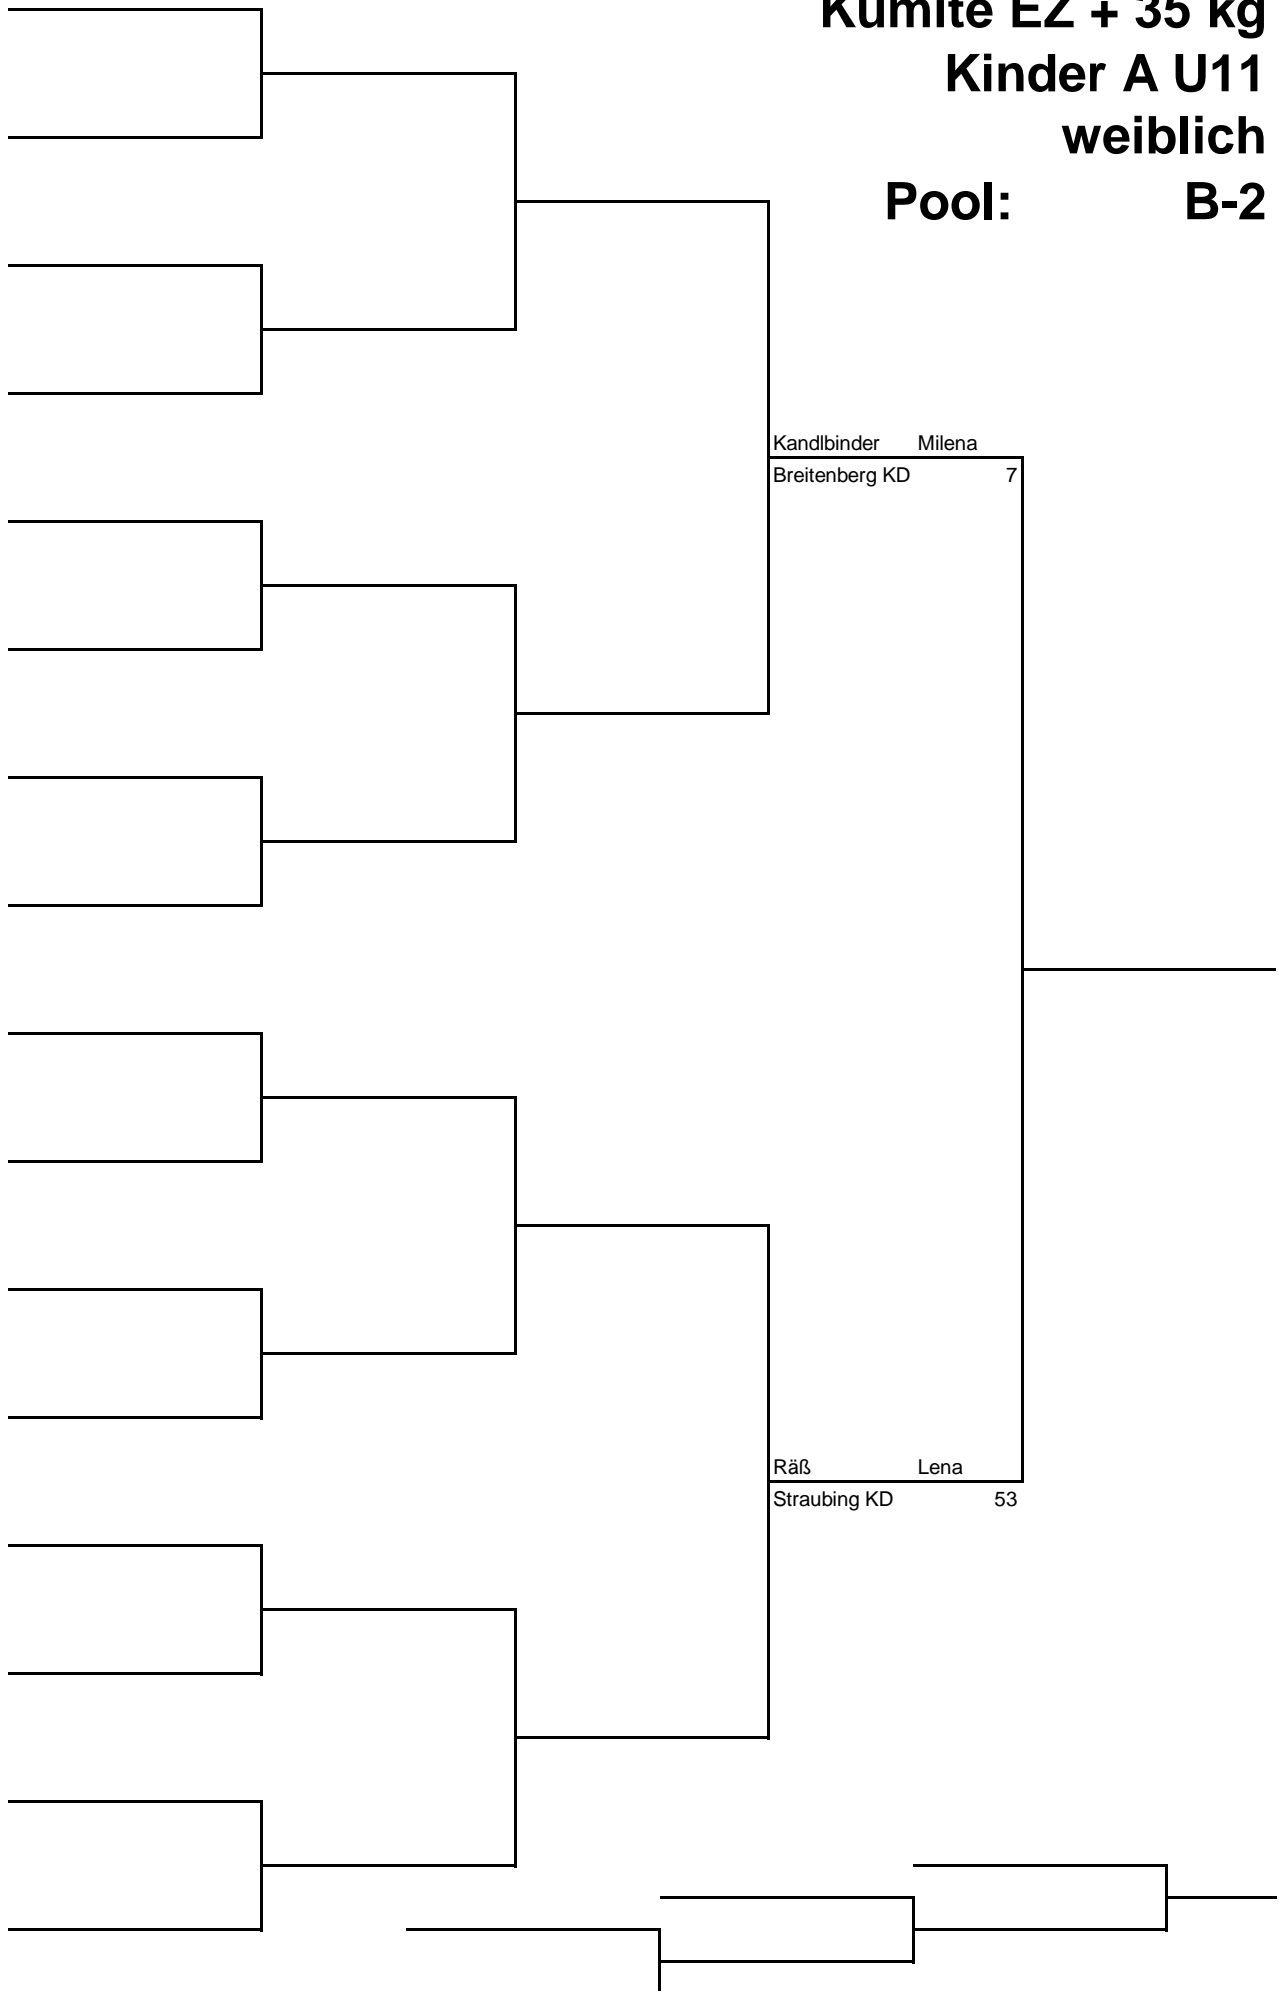 Kumite EZ + 35 kg
Kinder A U11
weiblich
Pool: B-2
Kandlbinder Milena
Breitenberg KD 7
Räß Lena
Straubing KD 53